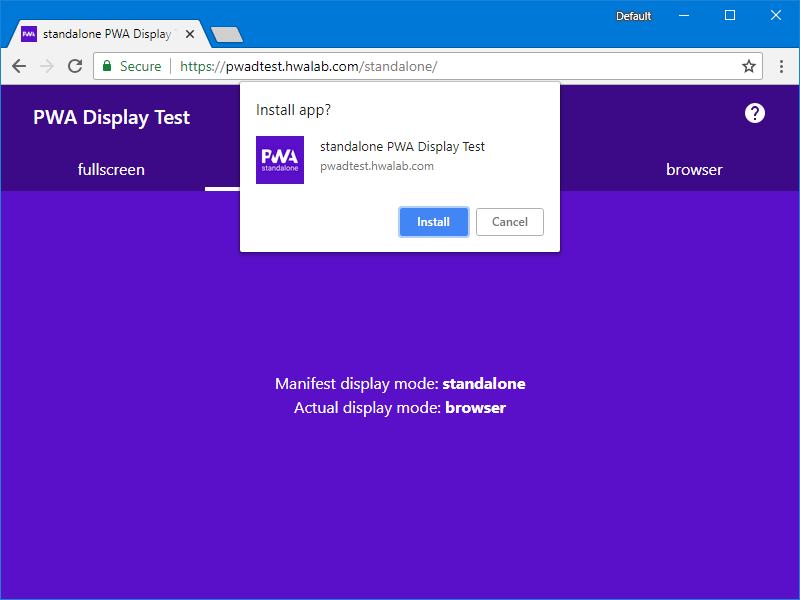 Default
PWA standalone PWA Display
Secure https://pwadtest.hwalab.com/standalone/
PWA Display Test
?
Install app?
PWA
standalone
standalone PWA Display Test
pwadtest.hwalab.com
fullscreen
browser
Install Cancel
Manifest display mode: standalone
Actual display mode: browser